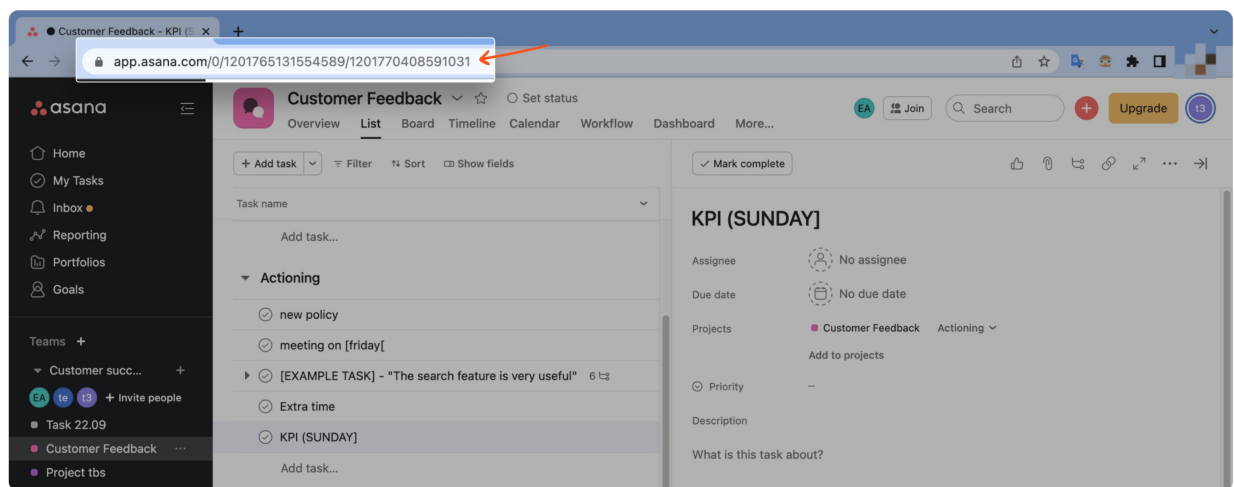 Customer Feedback - KPI (S
app.asana.com/0/1201765131554589/1201770408591031
asana
Customer Feedback Set status
Overview List Board Timeline Calendar Workflow Dashboard More...
EA Join Search Upgrade t3
Home
My Tasks
Inbox
Reporting
Portfolios
Goals
Teams +
Customer succ... +
EA te t3 + Invite people
Task 22.09
Customer Feedback ...
Project tbs
+ Add task Filter Sort Show fields
Task name
Add task...
Actioning
new policy
meeting on [friday[
[EXAMPLE TASK] - "The search feature is very useful" 6
Extra time
KPI (SUNDAY]
Add task...
Mark complete
KPI (SUNDAY]
Assignee No assignee
Due date No due date
Projects Customer Feedback Actioning
Add to projects
Priority —
Description
What is this task about?